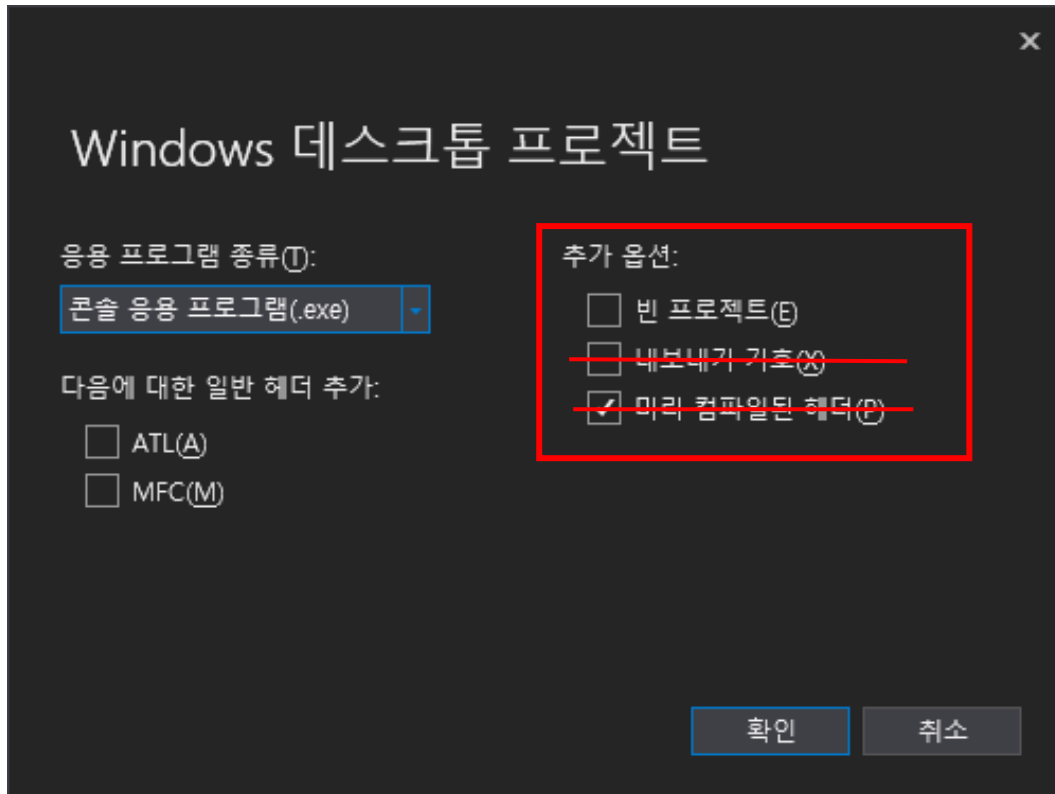 Windows 데스크톱 프로젝트
응용 프로그램 종류(T):
콘솔 응용 프로그램(.exe)
다음에 대한 일반 헤더 추가:
ATL(A)
MFC(M)
추가 옵션:
빈 프로젝트(E)
내보내기 기호(X)
미리 컴파일된 헤더(P)
확인
취소